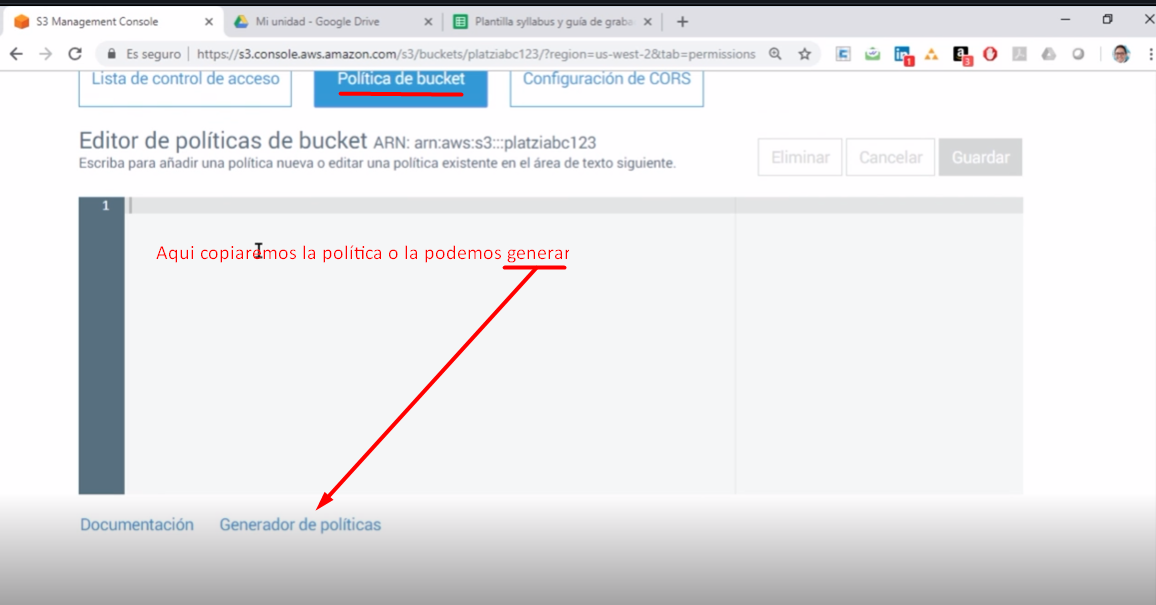 S3 Management Console
Mi unidad - Google Drive
Plantilla syllabus y guía de graba
Es seguro
https://s3.console.aws.amazon.com/s3/buckets/platziabc123/?region=us-west-2&tab=permissions
1
a
3
Lista de control de acceso
Política de bucket
Configuración de CORS
Editor de políticas de bucket ARN: arn:aws:s3:::platziabc123
Escriba para añadir una política nueva o editar una política existente en el área de texto siguiente.
Eliminar
Cancelar
Guardar
1
Aqui copiaremos la política o la podemos generar
Documentación
Generador de políticas